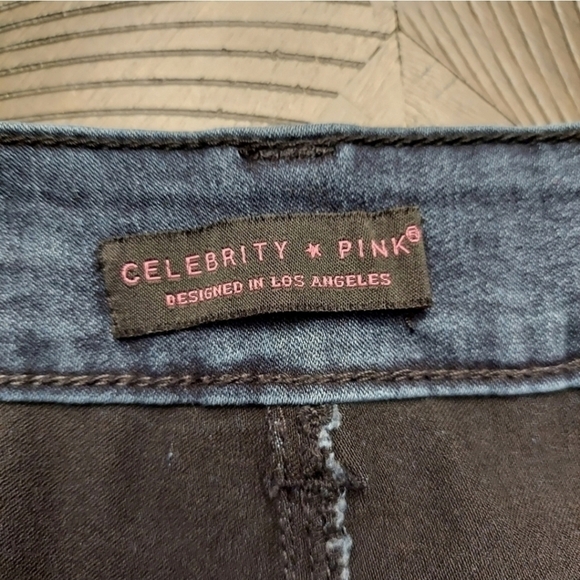 CELEBRITY ★ PINK®
DESIGNED IN LOS ANGELES